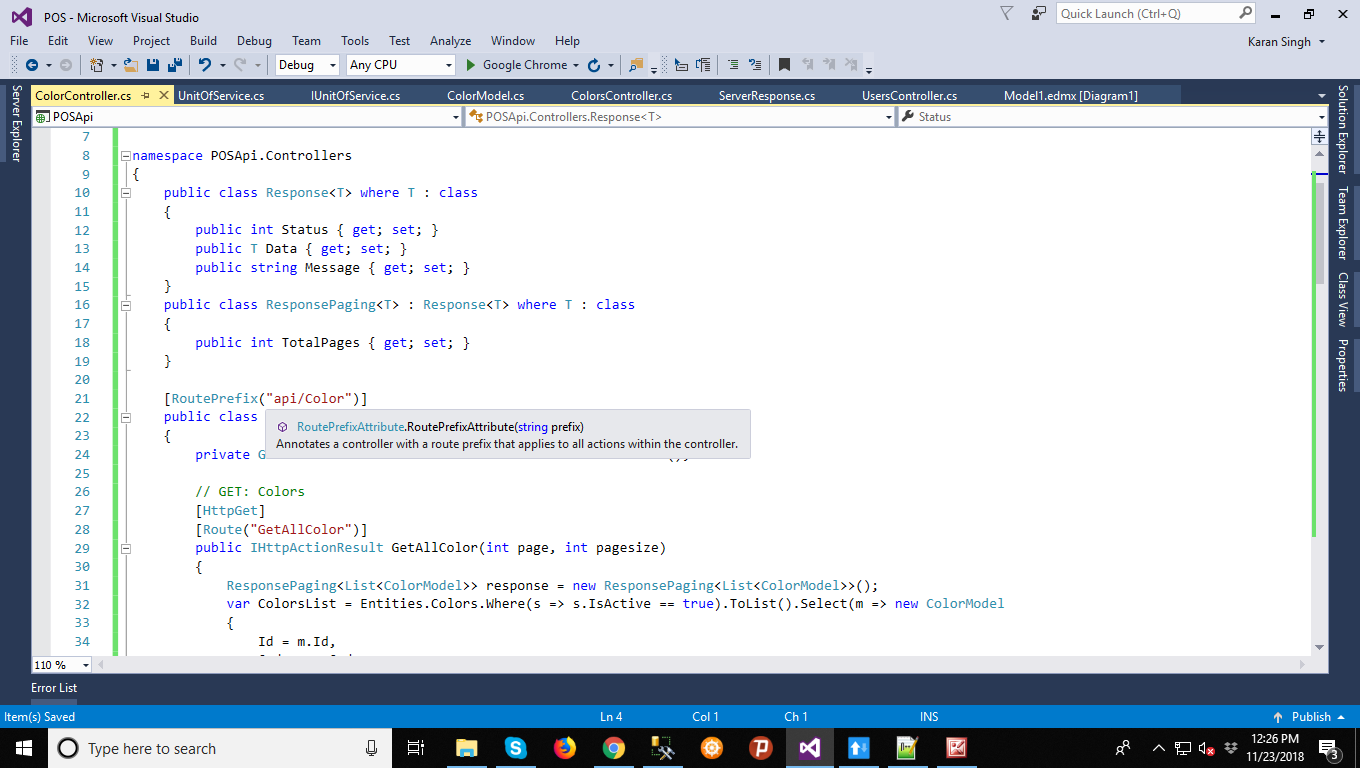 POS - Microsoft Visual Studio
Quick Launch (Ctrl+Q)
File Edit View Project Build Debug Team Tools Test Analyze Window Help
Karan Singh
Debug Any CPU Google Chrome
ColorController.cs UnitOfService.cs IUnitOfService.cs ColorModel.cs ColorsController.cs ServerResponse.cs UsersController.cs Model1.edmx [Diagram1]
POSApi POSApi.Controllers.Response<T> Status
Server Explorer
Solution Explorer
Team Explorer
Class View
Properties
7
8 namespace POSApi.Controllers
9 {
10 public class Response<T> where T : class
11 {
12 public int Status { get; set; }
13 public T Data { get; set; }
14 public string Message { get; set; }
15 }
16 public class ResponsePaging<T> : Response<T> where T : class
17 {
18 public int TotalPages { get; set; }
19 }
20
21 [RoutePrefix("api/Color")]
22 public class
RoutePrefixAttribute.RoutePrefixAttribute(string prefix)
Annotates a controller with a route prefix that applies to all actions within the controller.
23 {
24 private G
25
26 // GET: Colors
27 [HttpGet]
28 [Route("GetAllColor")]
29 public IHttpActionResult GetAllColor(int page, int pagesize)
30 {
31 ResponsePaging<List<ColorModel>> response = new ResponsePaging<List<ColorModel>>();
32 var ColorsList = Entities.Colors.Where(s => s.IsActive == true).ToList().Select(m => new ColorModel
33 {
34 Id = m.Id,
110 %
Error List
Item(s) Saved Ln 4 Col 1 Ch 1 INS Publish
Type here to search
12:26 PM
11/23/2018
3